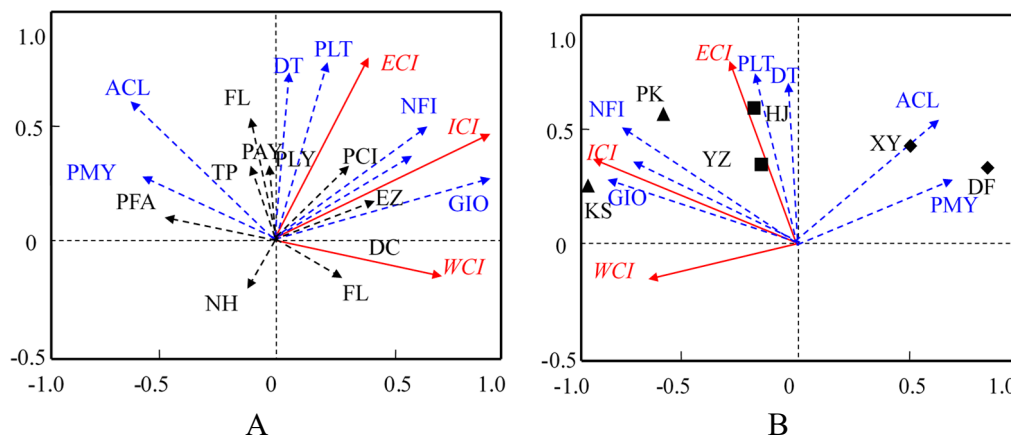 1.0
0.5
0
-0.5
-1.0
-0.5
0
0.5
1.0
ACL
PMY
PFA
FL
TP
PAY
PLY
DT
PLT
ECI
NFI
ICI
PCI
EZ
GIO
DC
WCI
FL
NH
A
1.0
0.5
0
-0.5
-1.0
-0.5
0
0.5
1.0
ECI
PLT
DT
PK
HJ
NFI
ACL
ICI
YZ
XY
GIO
KS
DF
PMY
WCI
B